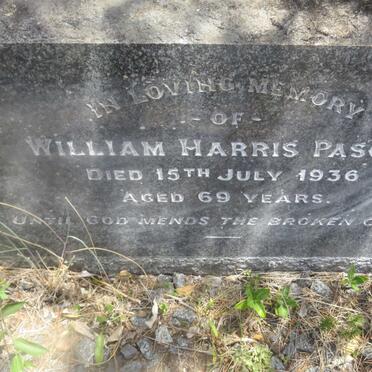 IN LOVING MEMORY
- OF -
WILLIAM HARRIS
DIED 15TH JULY 1936
AGED 69 YEARS.
UNTIL GOD MENDS THE BROKEN